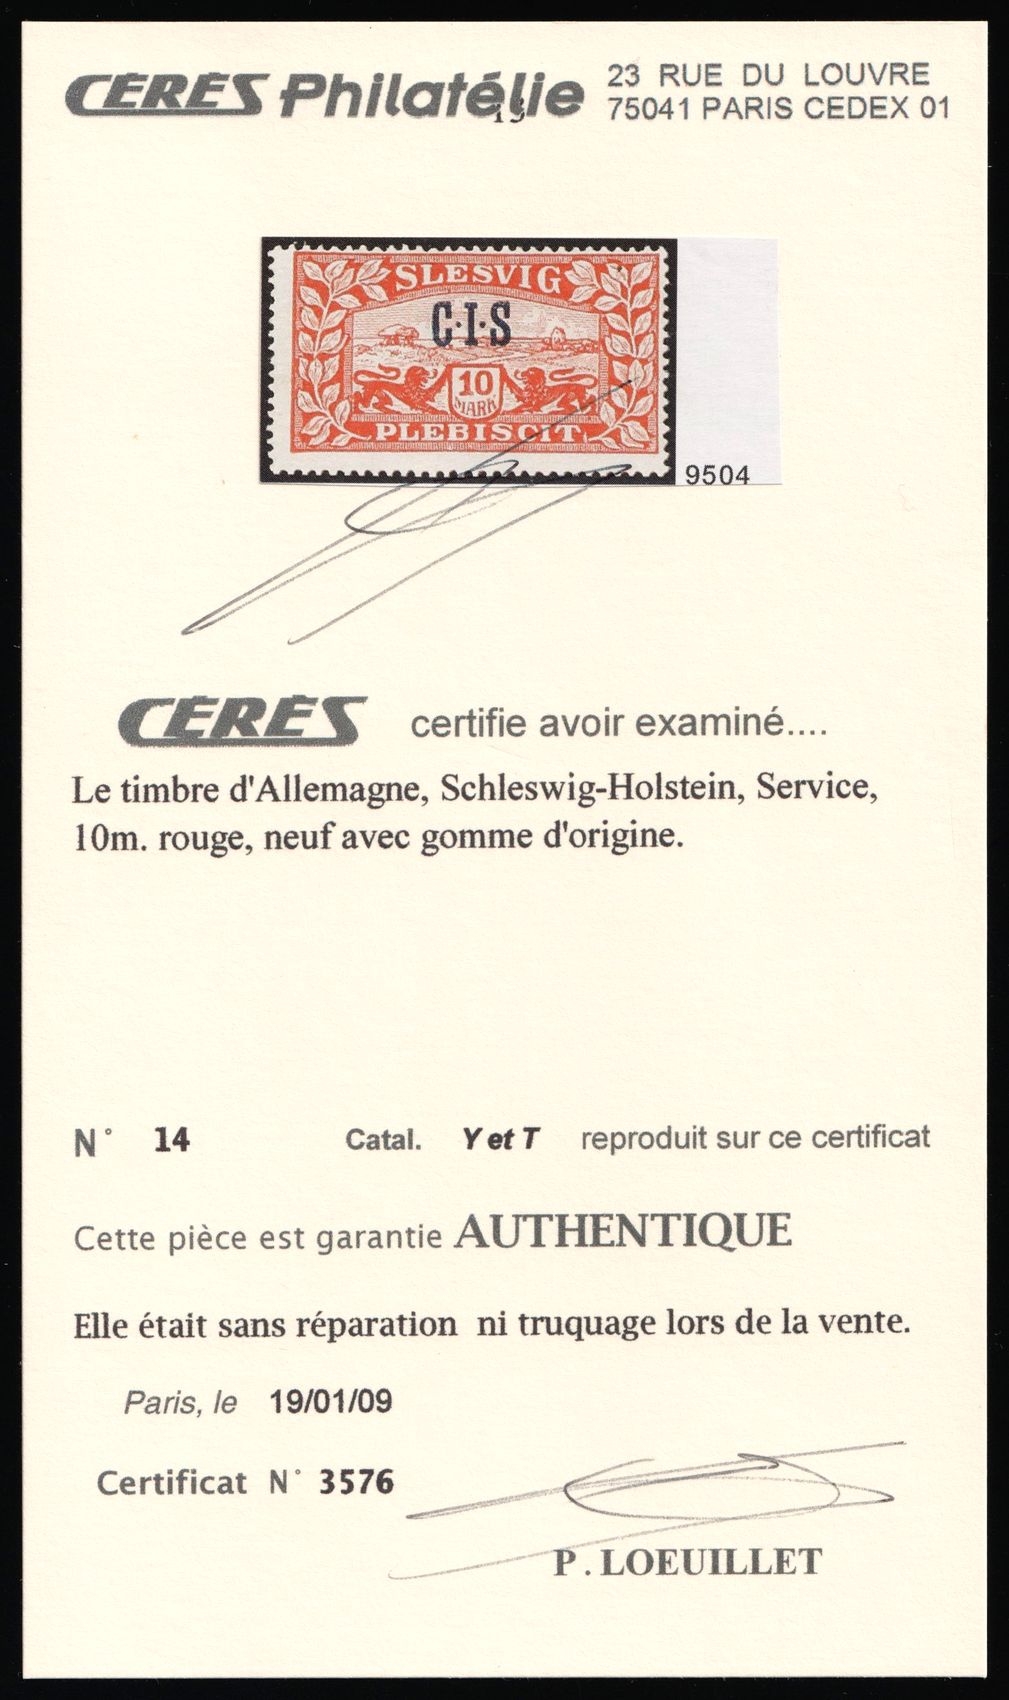 CÉRÈS Philatélie
23 RUE DU LOUVRE
75041 PARIS CEDEX 01
SLESVIG
C·I·S
10
MARK
PLEBISCIT
9504
CÉRÈS certifie avoir examiné....
Le timbre d'Allemagne, Schleswig-Holstein, Service,
10m. rouge, neuf avec gomme d'origine.
N° 14 Catal. Y et T reproduit sur ce certificat
Cette pièce est garantie AUTHENTIQUE
Elle était sans réparation ni truquage lors de la vente.
Paris, le 19/01/09
Certificat N° 3576
P. LOEUILLET